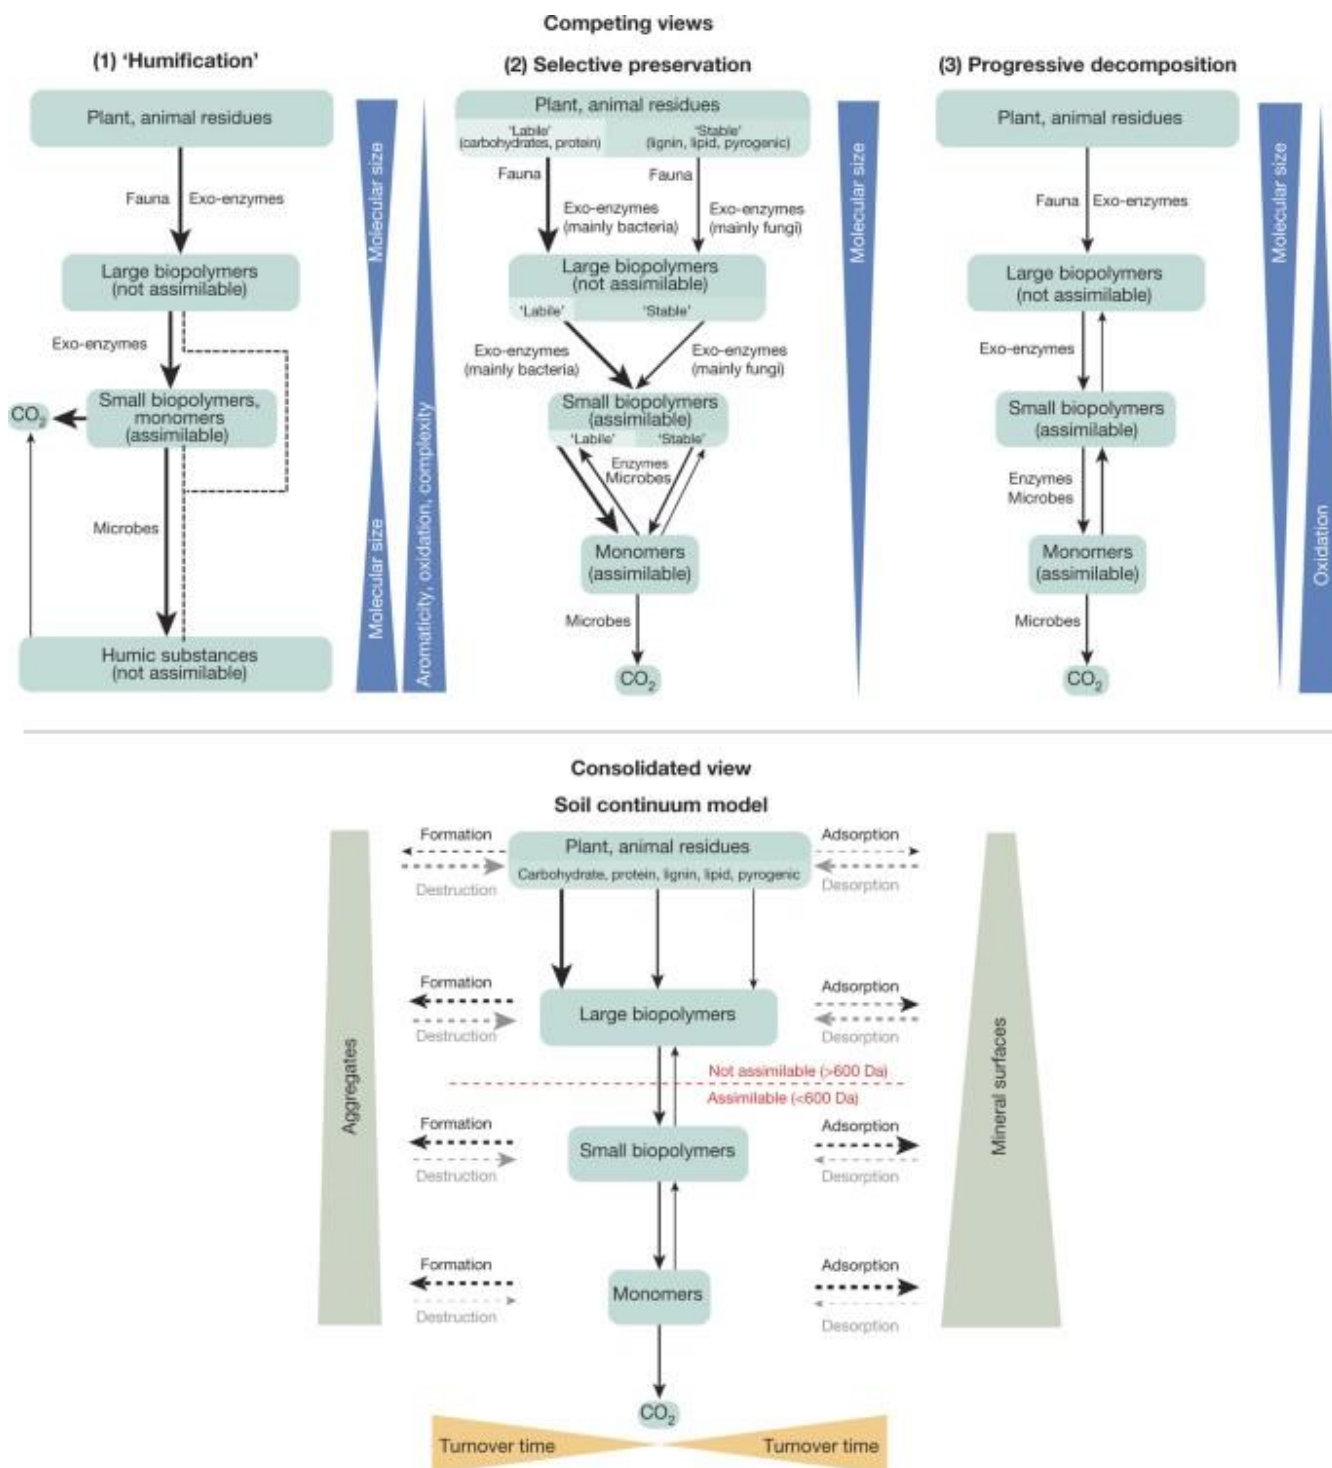 Competing views
(1) 'Humification'
Plant, animal residues
Fauna
Exo-enzymes
Large biopolymers
(not assimilable)
Exo-enzymes
Small biopolymers,
monomers
(assimilable)
CO2
Microbes
Humic substances
(not assimilable)
Molecular size
Molecular size
Aromaticity, oxidation, complexity
(2) Selective preservation
Plant, animal residues
'Labile'
(carbohydrates, protein)
'Stable'
(lignin, lipid, pyrogenic)
Fauna
Fauna
Exo-enzymes
(mainly bacteria)
Exo-enzymes
(mainly fungi)
Large biopolymers
(not assimilable)
'Labile'
'Stable'
Exo-enzymes
(mainly bacteria)
Exo-enzymes
(mainly fungi)
Small biopolymers
(assimilable)
'Labile'
'Stable'
Enzymes
Microbes
Monomers
(assimilable)
Microbes
CO2
Molecular size
(3) Progressive decomposition
Plant, animal residues
Fauna
Exo-enzymes
Large biopolymers
(not assimilable)
Exo-enzymes
Small biopolymers
(assimilable)
Enzymes
Microbes
Monomers
(assimilable)
Microbes
CO2
Molecular size
Oxidation
Consolidated view
Soil continuum model
Formation
Plant, animal residues
Adsorption
Carbohydrate, protein, lignin, lipid, pyrogenic
Destruction
Desorption
Formation
Large biopolymers
Adsorption
Destruction
Desorption
Not assimilable (>600 Da)
Assimilable (<600 Da)
Aggregates
Mineral surfaces
Formation
Small biopolymers
Adsorption
Destruction
Desorption
Formation
Monomers
Adsorption
Destruction
Desorption
CO2
Turnover time
Turnover time